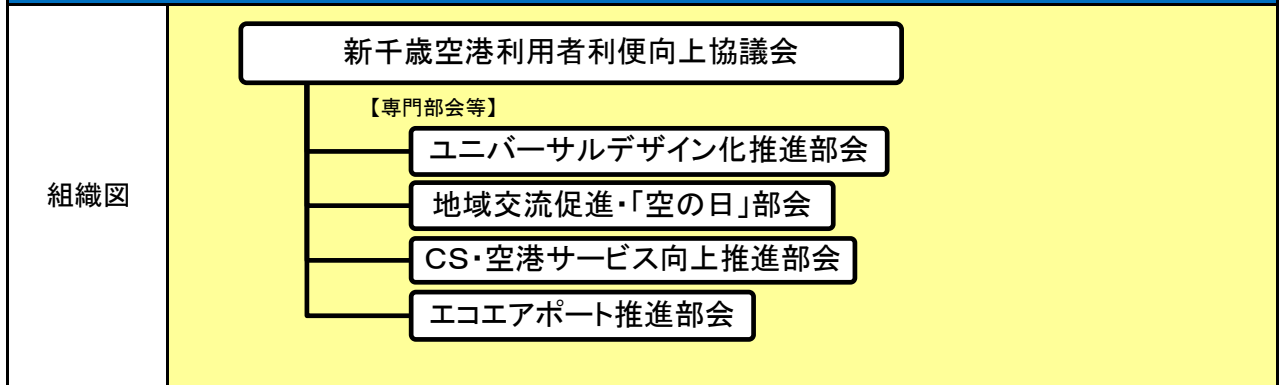 組織図
新千歳空港利用者利便向上協議会
【専門部会等】
ユニバーサルデザイン化推進部会
地域交流促進・「空の日」部会
CS・空港サービス向上推進部会
エコエアポート推進部会